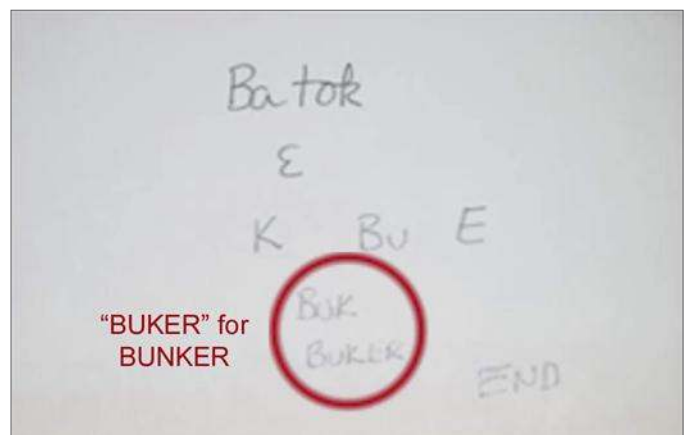 Batok
ε
K Bu E
BUK
BUKER
"BUKER" for
BUNKER
END